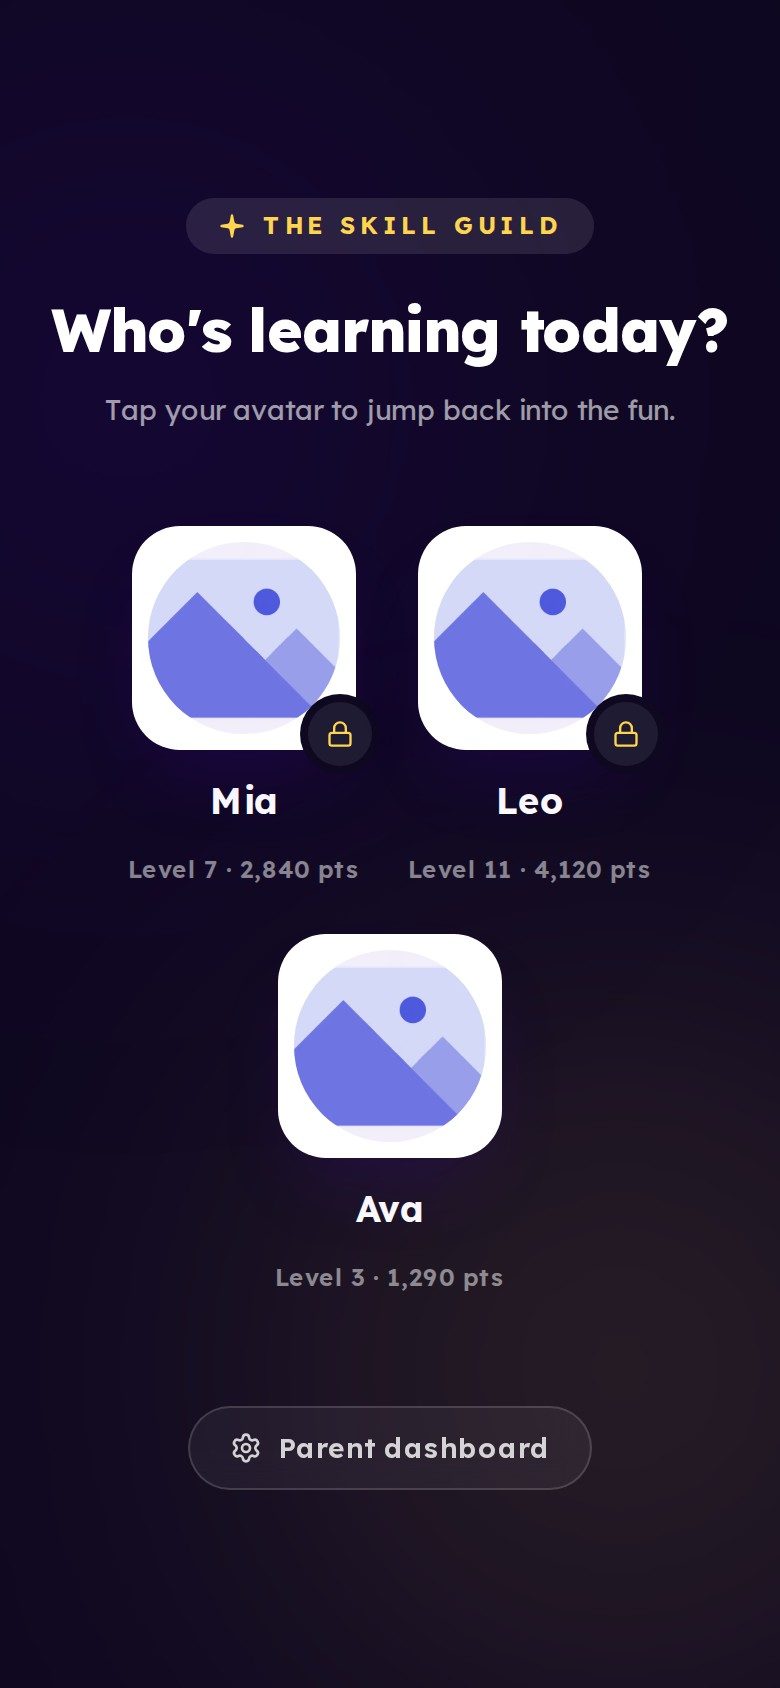 THE SKILL GUILD
Who's learning today?
Tap your avatar to jump back into the fun.
Mia
Leo
Level 7 · 2,840 pts
Level 11 · 4,120 pts
Ava
Level 3 · 1,290 pts
Parent dashboard